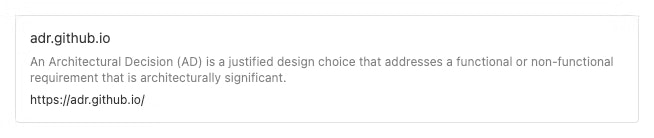 adr.github.io
An Architectural Decision (AD) is a justified design choice that addresses a functional or non-functional
requirement that is architecturally significant.
https://adr.github.io/